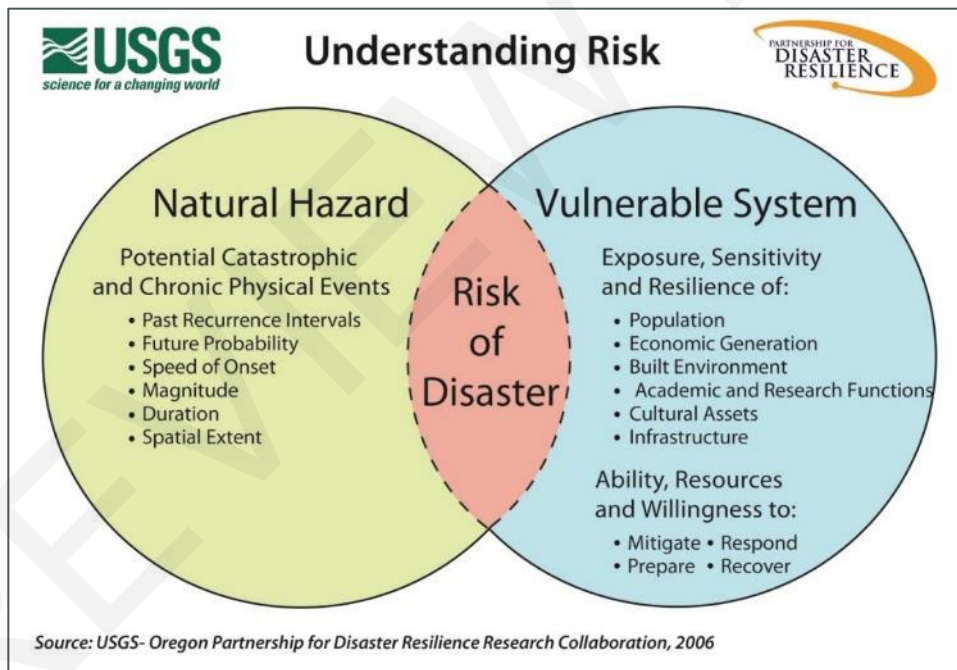 USGS
science for a changing world
Understanding Risk
PARTNERSHIP FOR
DISASTER
RESILIENCE
Natural Hazard
Potential Catastrophic
and Chronic Physical Events
• Past Recurrence Intervals
• Future Probability
• Speed of Onset
• Magnitude
• Duration
• Spatial Extent
Risk
of
Disaster
Vulnerable System
Exposure, Sensitivity
and Resilience of:
• Population
• Economic Generation
• Built Environment
• Academic and Research Functions
• Cultural Assets
• Infrastructure
Ability, Resources
and Willingness to:
• Mitigate • Respond
• Prepare • Recover
Source: USGS- Oregon Partnership for Disaster Resilience Research Collaboration, 2006
REVIEW